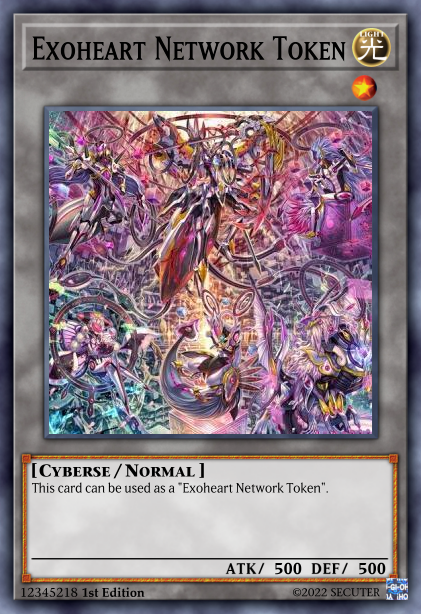 EXOHEART NETWORK TOKEN
LIGHT
光
[CYBERSE/NORMAL]
This card can be used as a "Exoheart Network Token".
ATK/ 500 DEF/ 500
12345218 1st Edition
©2022 SECUTER